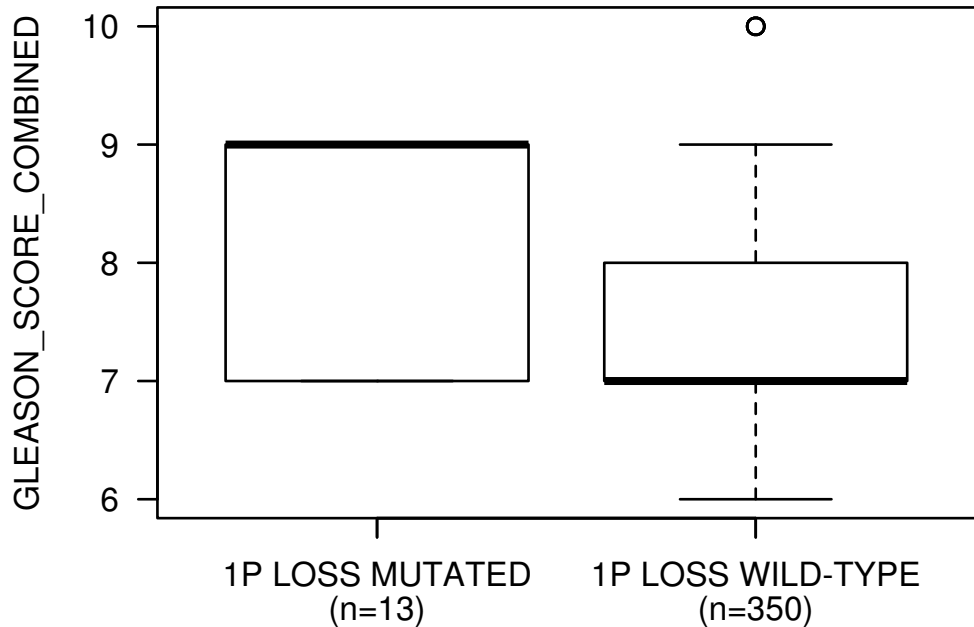 GLEASON_SCORE_COMBINED
10
9
8
7
6
1P LOSS MUTATED
(n=13)
1P LOSS WILD-TYPE
(n=350)